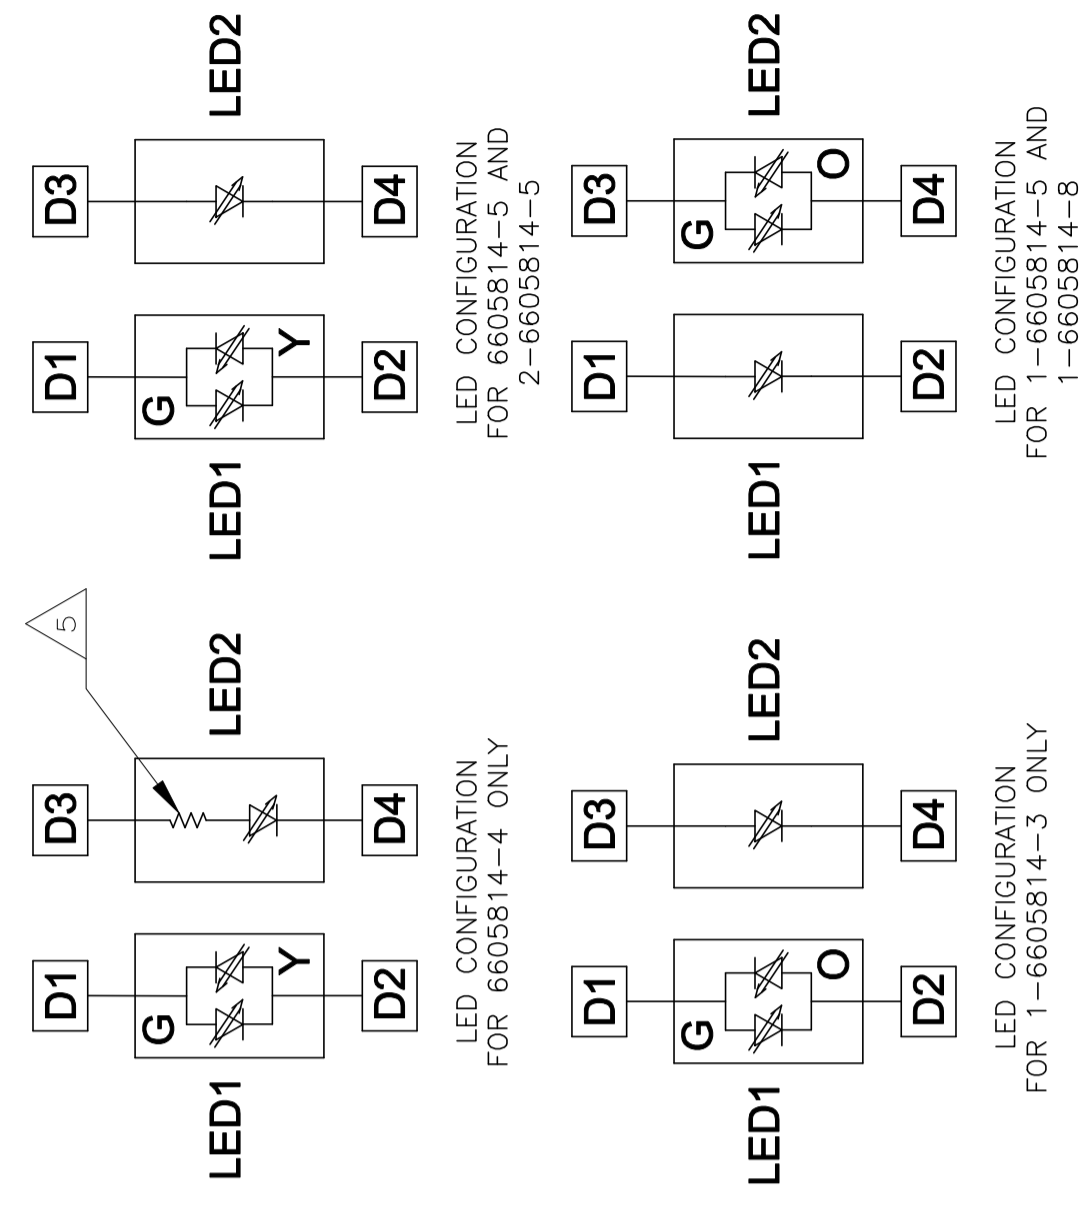 D1
D3
5
G
LED1
LED2
Y
D2
D4
LED CONFIGURATION
FOR 6605814-4 ONLY
D1
D3
G
LED1
LED2
Y
D2
D4
LED CONFIGURATION
FOR 6605814-5 AND
2-6605814-5
D1
D3
G
LED1
LED2
O
D2
D4
LED CONFIGURATION
FOR 1-6605814-3 ONLY
D1
D3
G
LED1
LED2
O
D2
D4
LED CONFIGURATION
FOR 1-6605814-5 AND
1-6605814-8